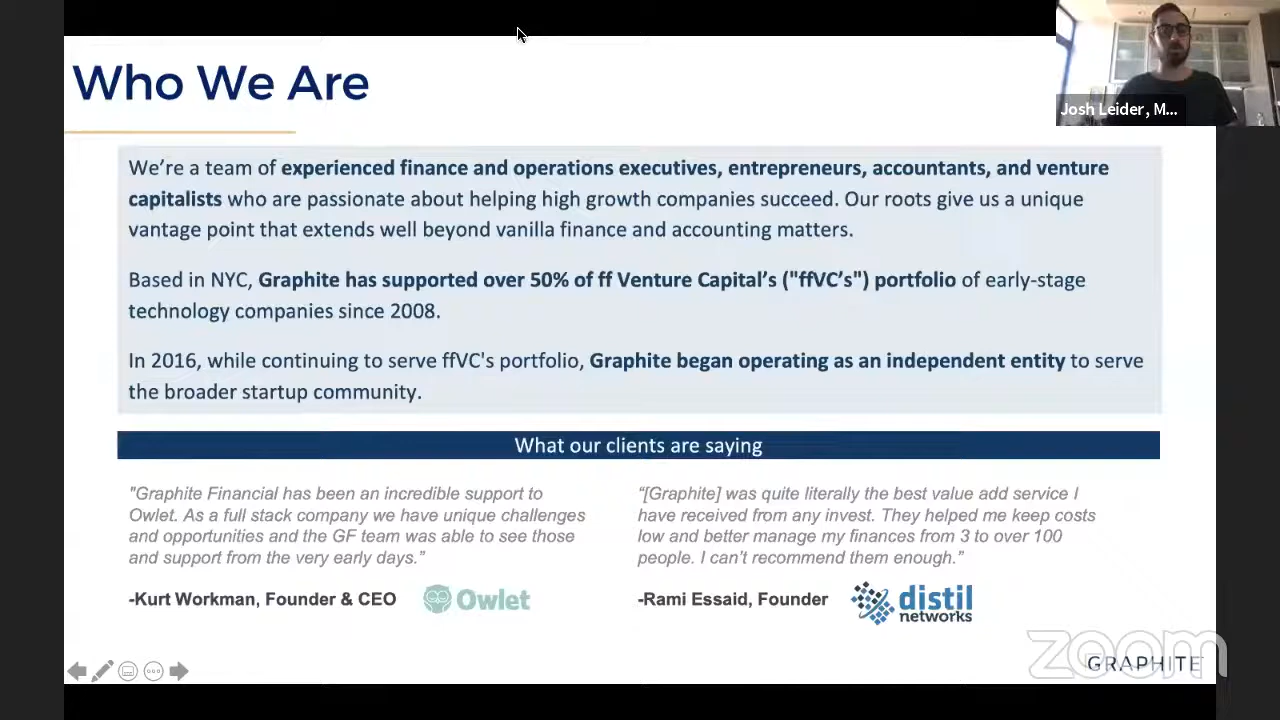 Who We Are
Josh Leider, M...
We’re a team of experienced finance and operations executives, entrepreneurs, accountants, and venture
capitalists who are passionate about helping high growth companies succeed. Our roots give us a unique
vantage point that extends well beyond vanilla finance and accounting matters.
Based in NYC, Graphite has supported over 50% of ff Venture Capital’s ("ffVC’s") portfolio of early-stage
technology companies since 2008.
In 2016, while continuing to serve ffVC's portfolio, Graphite began operating as an independent entity to serve
the broader startup community.
What our clients are saying
"Graphite Financial has been an incredible support to
Owlet. As a full stack company we have unique challenges
and opportunities and the GF team was able to see those
and support from the very early days.”
-Kurt Workman, Founder & CEO
Owlet
“[Graphite] was quite literally the best value add service I
have received from any invest. They helped me keep costs
low and better manage my finances from 3 to over 100
people. I can’t recommend them enough.”
-Rami Essaid, Founder
distil
networks
zoom
GRAPHITE